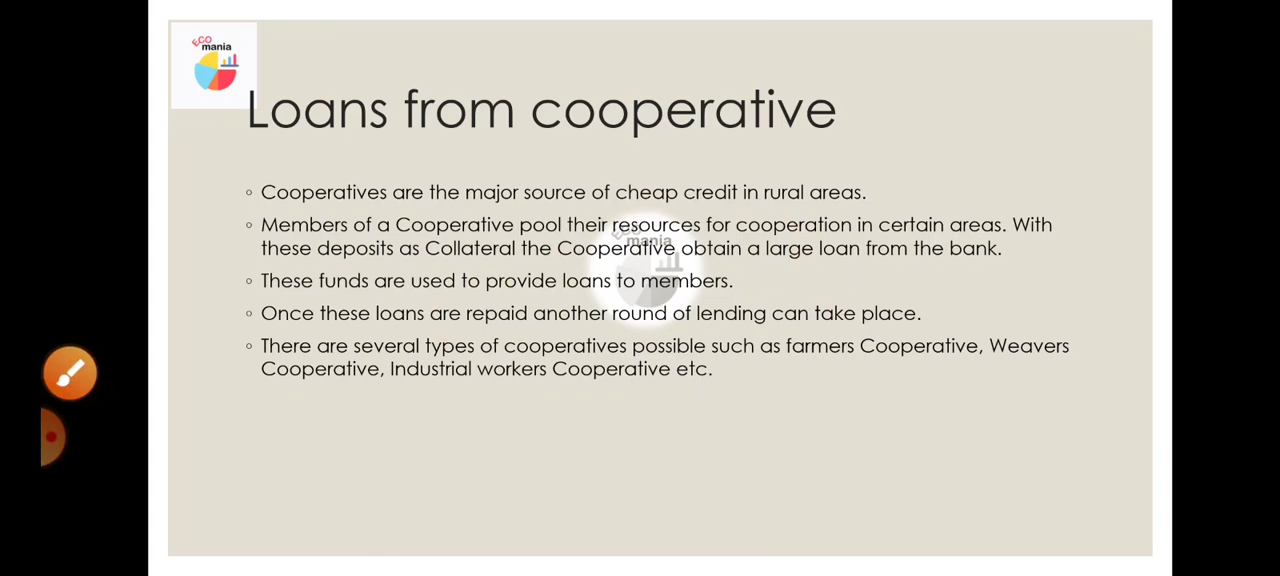 ECO
mania
Loans from cooperative
◦ Cooperatives are the major source of cheap credit in rural areas.
◦ Members of a Cooperative pool their resources for cooperation in certain areas. With
these deposits as Collateral the Cooperative obtain a large loan from the bank.
◦ These funds are used to provide loans to members.
◦ Once these loans are repaid another round of lending can take place.
◦ There are several types of cooperatives possible such as farmers Cooperative, Weavers
Cooperative, Industrial workers Cooperative etc.
ECO
mania